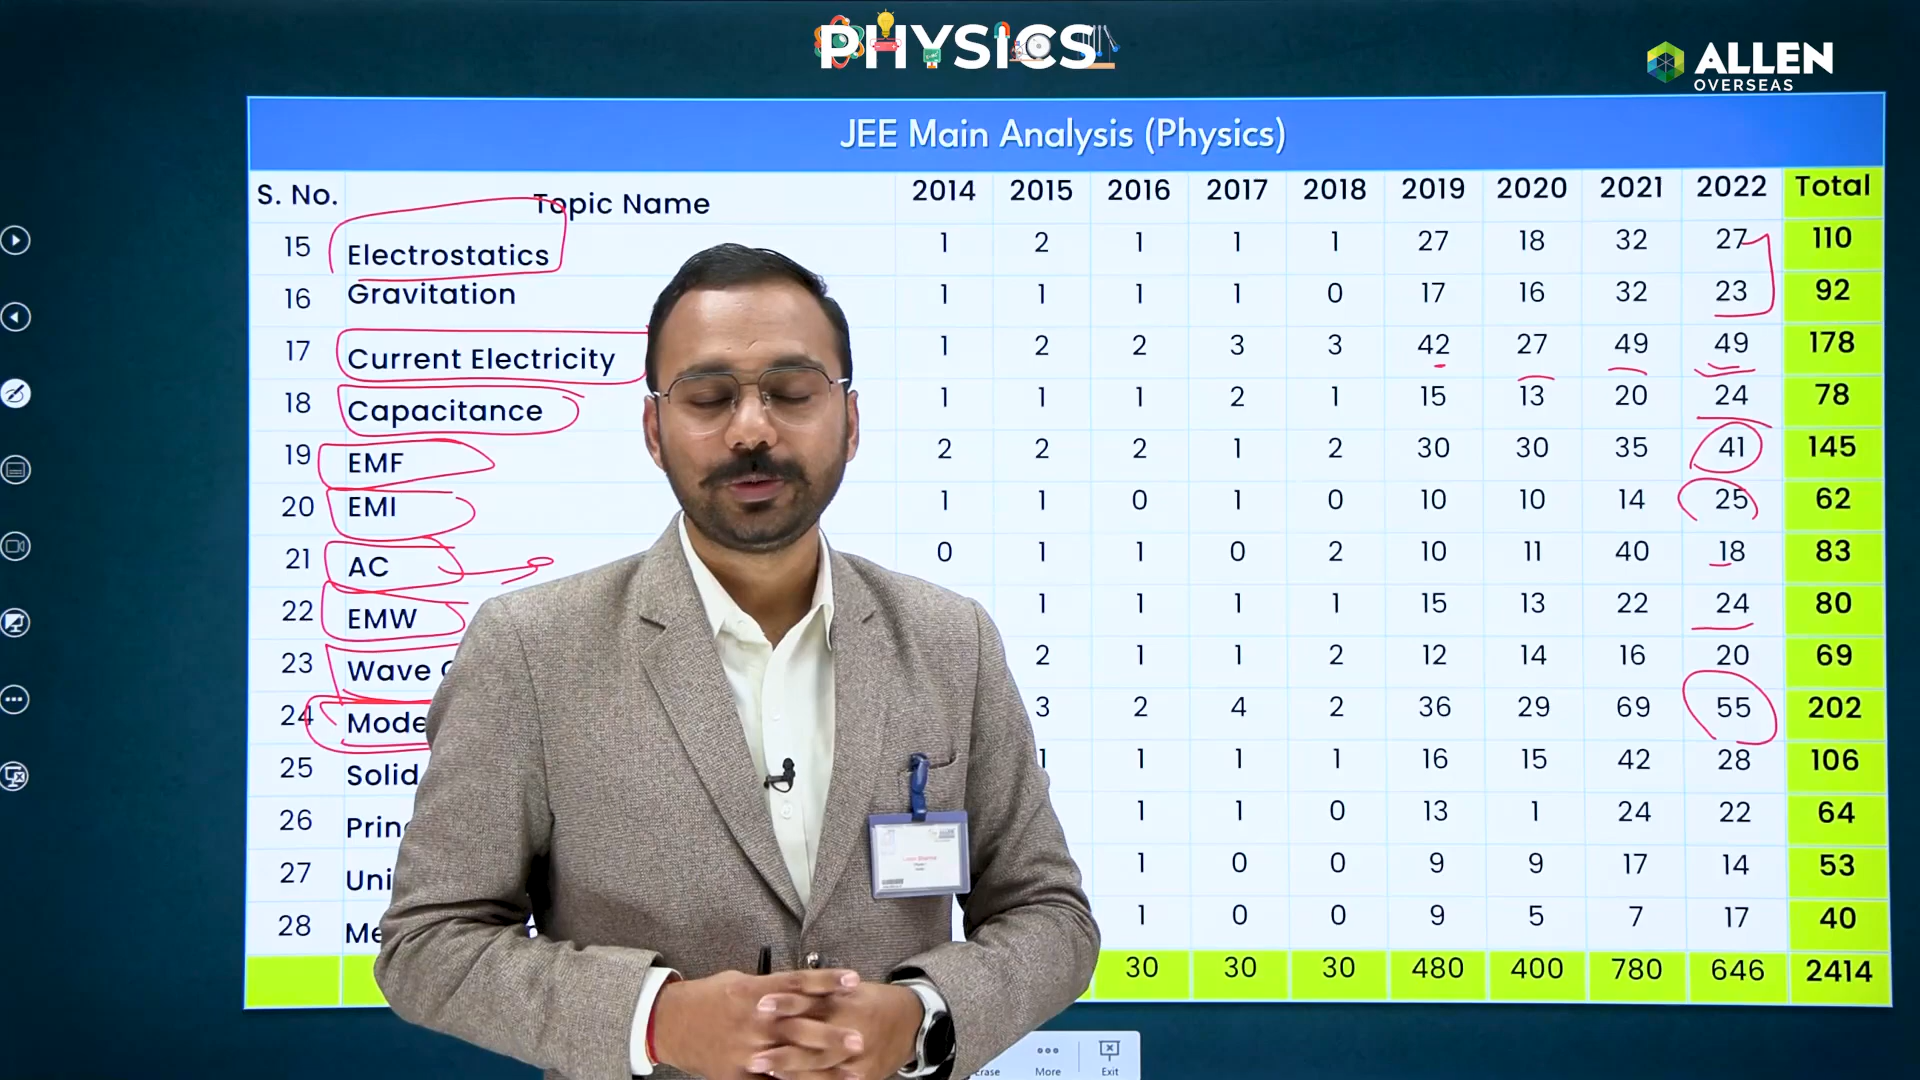 PHYSICS
ALLEN
OVERSEAS
JEE Main Analysis (Physics)
S. No. Topic Name 2014 2015 2016 2017 2018 2019 2020 2021 2022 Total
15 Electrostatics 1 2 1 1 1 27 18 32 27 110
16 Gravitation 1 1 1 1 0 17 16 32 23 92
17 Current Electricity 1 2 2 3 3 42 27 49 49 178
18 Capacitance 1 1 1 2 1 15 13 20 24 78
19 EMF 2 2 2 1 2 30 30 35 41 145
20 EMI 1 1 0 1 0 10 10 14 25 62
21 AC 0 1 1 0 2 10 11 40 18 83
22 EMW 1 1 1 1 15 13 22 24 80
23 Wave 2 1 1 2 12 14 16 20 69
24 Mode 3 2 4 2 36 29 69 55 202
25 Solid 1 1 1 1 16 15 42 28 106
26 Prin 1 1 0 13 1 24 22 64
27 Uni 1 0 0 9 9 17 14 53
28 Me 1 0 0 9 5 7 17 40
30 30 30 480 400 780 646 2414
More Exit